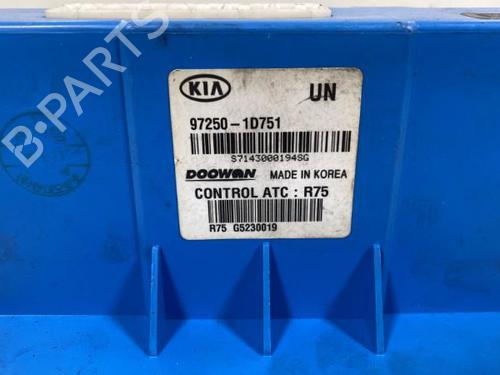 KIA UN
97250-1D751
S7143000194SG
DOOWON MADE IN KOREA
CONTROL ATC : R75
R75 G5230019
B-PARTS